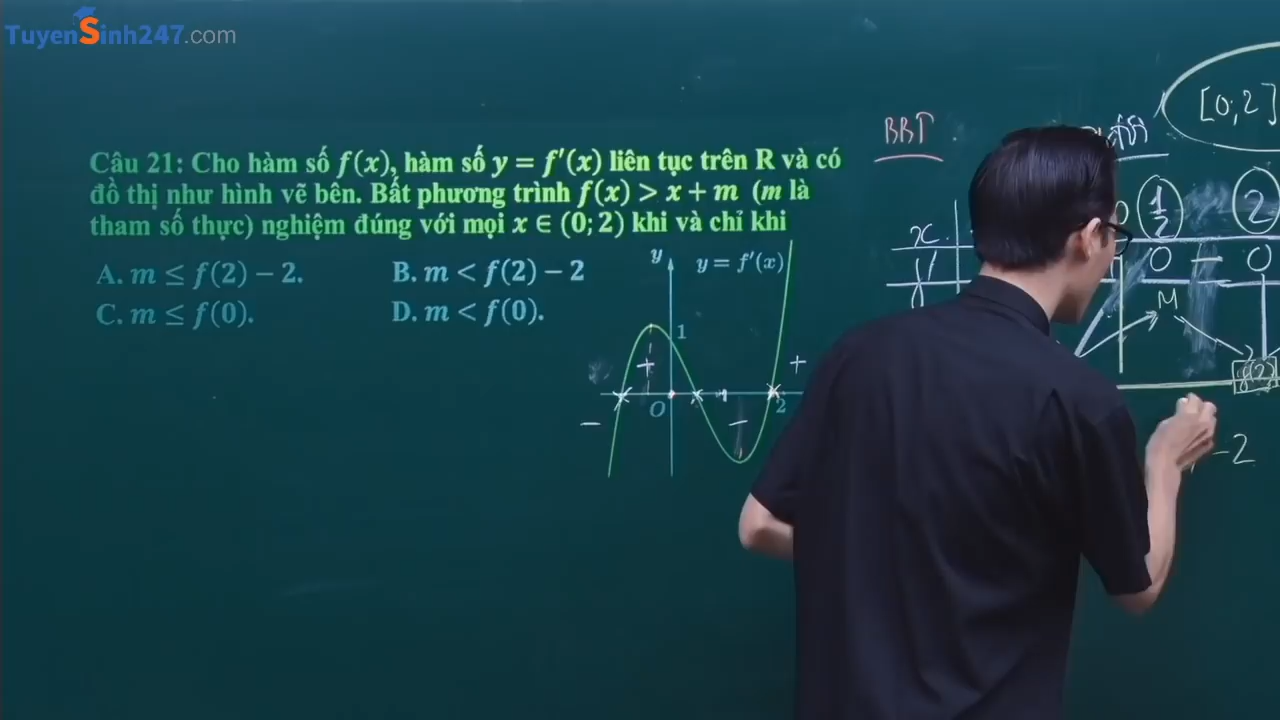 TuyenSinh247.com
Câu 21: Cho hàm số f(x), hàm số y = f′(x) liên tục trên R và có
đồ thị như hình vẽ bên. Bất phương trình f(x) > x + m (m là
tham số thực) nghiệm đúng với mọi x ∈ (0; 2) khi và chỉ khi
A. m ≤ f(2) − 2.
B. m < f(2) − 2
C. m ≤ f(0).
D. m < f(0).
y
y = f′(x)
1
+
+
O
2
−
−
BBT
[0;2]
x
0
1/2
2
0
−
0
M
f(2)
-2